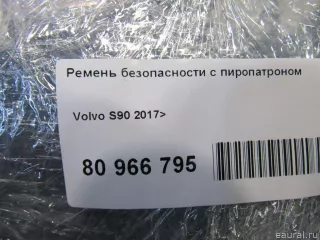 Ремень безопасности с пиропатроном
Volvo S90 2017>
80 966 795
eaural.ru